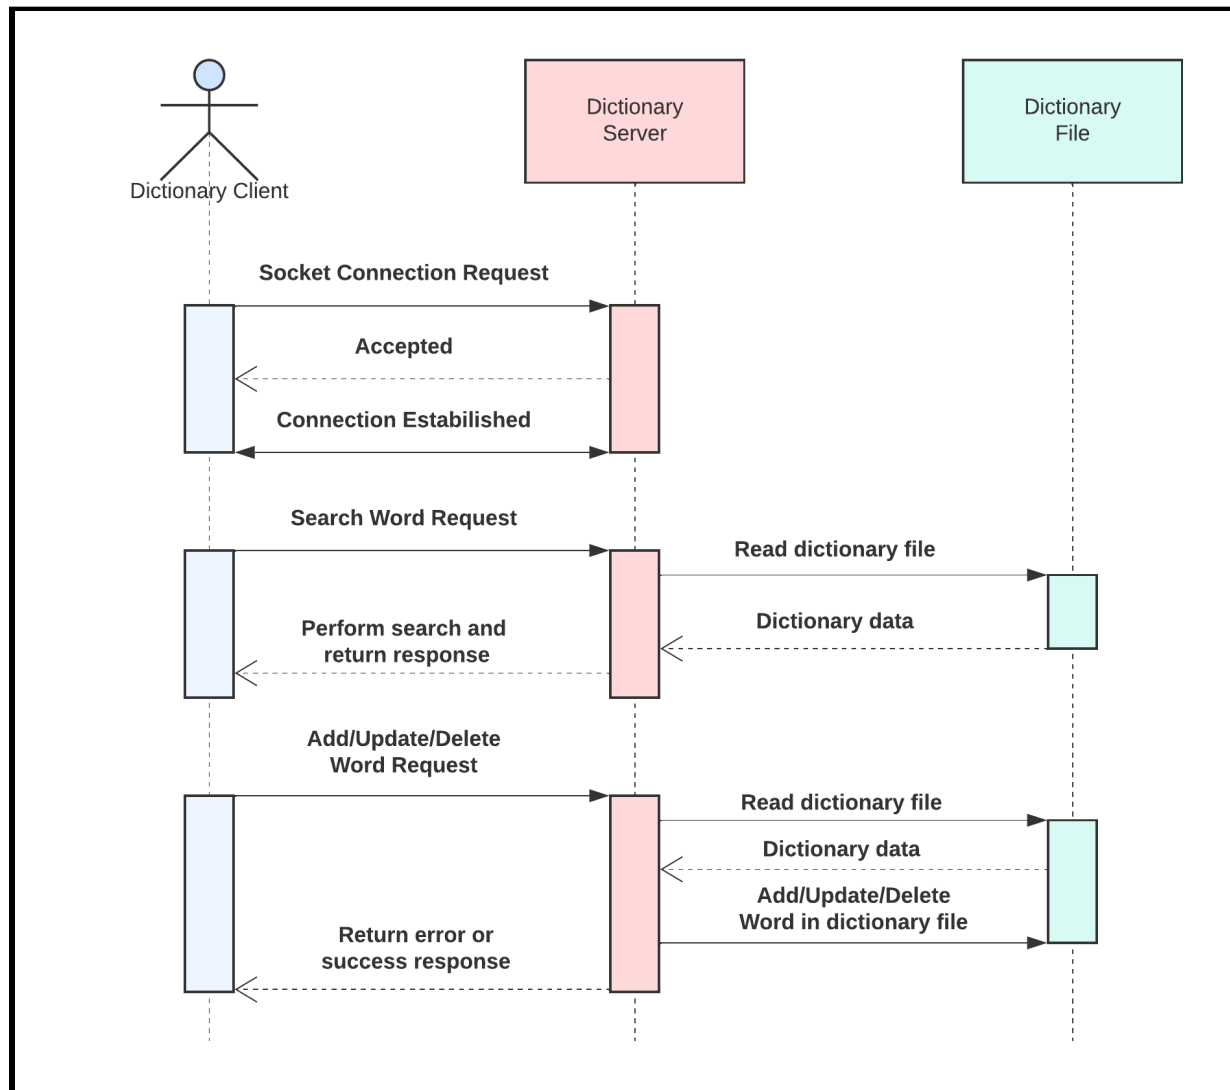 Dictionary
Server
Dictionary
File
Dictionary Client
Socket Connection Request
Accepted
Connection Estabilished
Search Word Request
Read dictionary file
Dictionary data
Perform search and
return response
Add/Update/Delete
Word Request
Read dictionary file
Dictionary data
Add/Update/Delete
Word in dictionary file
Return error or
success response